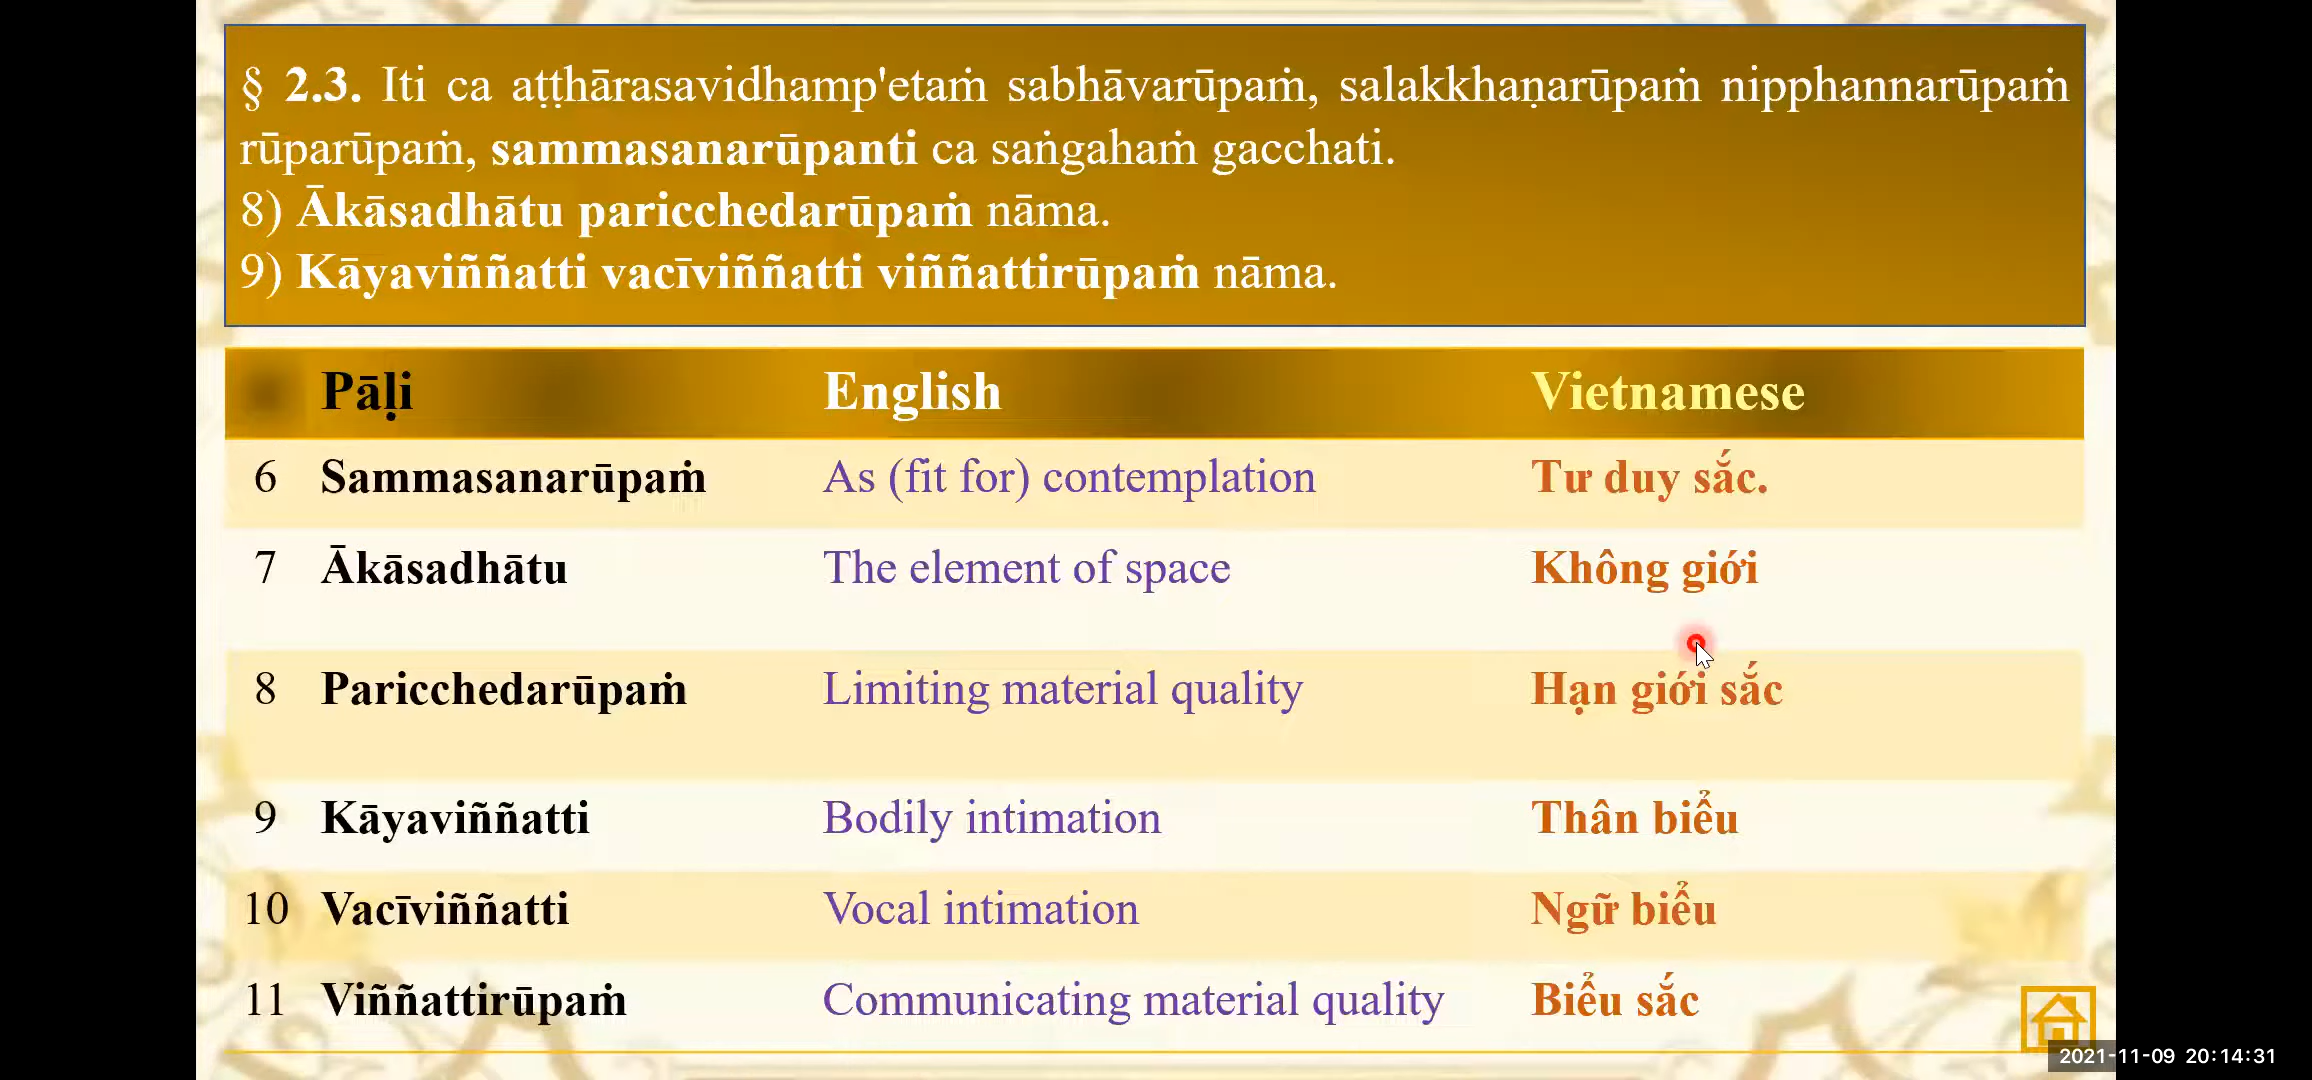 § 2.3. Iti ca aṭṭhārasavidhamp'etaṁ sabhāvarūpaṁ, salakkhaṇarūpaṁ nipphannarūpaṁ
rūparūpaṁ, sammasanarūpanti ca saṅgahaṁ gacchati.
8) Ākāsadhātu paricchedarūpaṁ nāma.
9) Kāyaviññatti vacīviññatti viññattirūpaṁ nāma.
Pāḷi English Vietnamese
6 Sammasanarūpaṁ As (fit for) contemplation Tư duy sắc.
7 Ākāsadhātu The element of space Không giới
8 Paricchedarūpaṁ Limiting material quality Hạn giới sắc
9 Kāyaviññatti Bodily intimation Thân biểu
10 Vacīviññatti Vocal intimation Ngữ biểu
11 Viññattirūpaṁ Communicating material quality Biểu sắc
2021-11-09 20:14:31